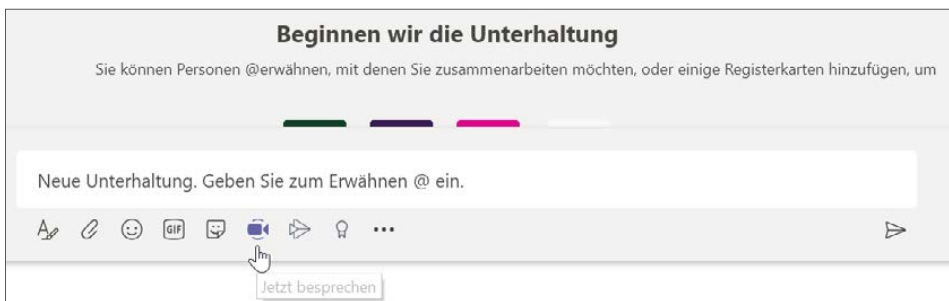 Beginnen wir die Unterhaltung
Sie können Personen @erwähnen, mit denen Sie zusammenarbeiten möchten, oder einige Registerkarten hinzufügen, um
Neue Unterhaltung. Geben Sie zum Erwähnen @ ein.
GIF
Jetzt besprechen